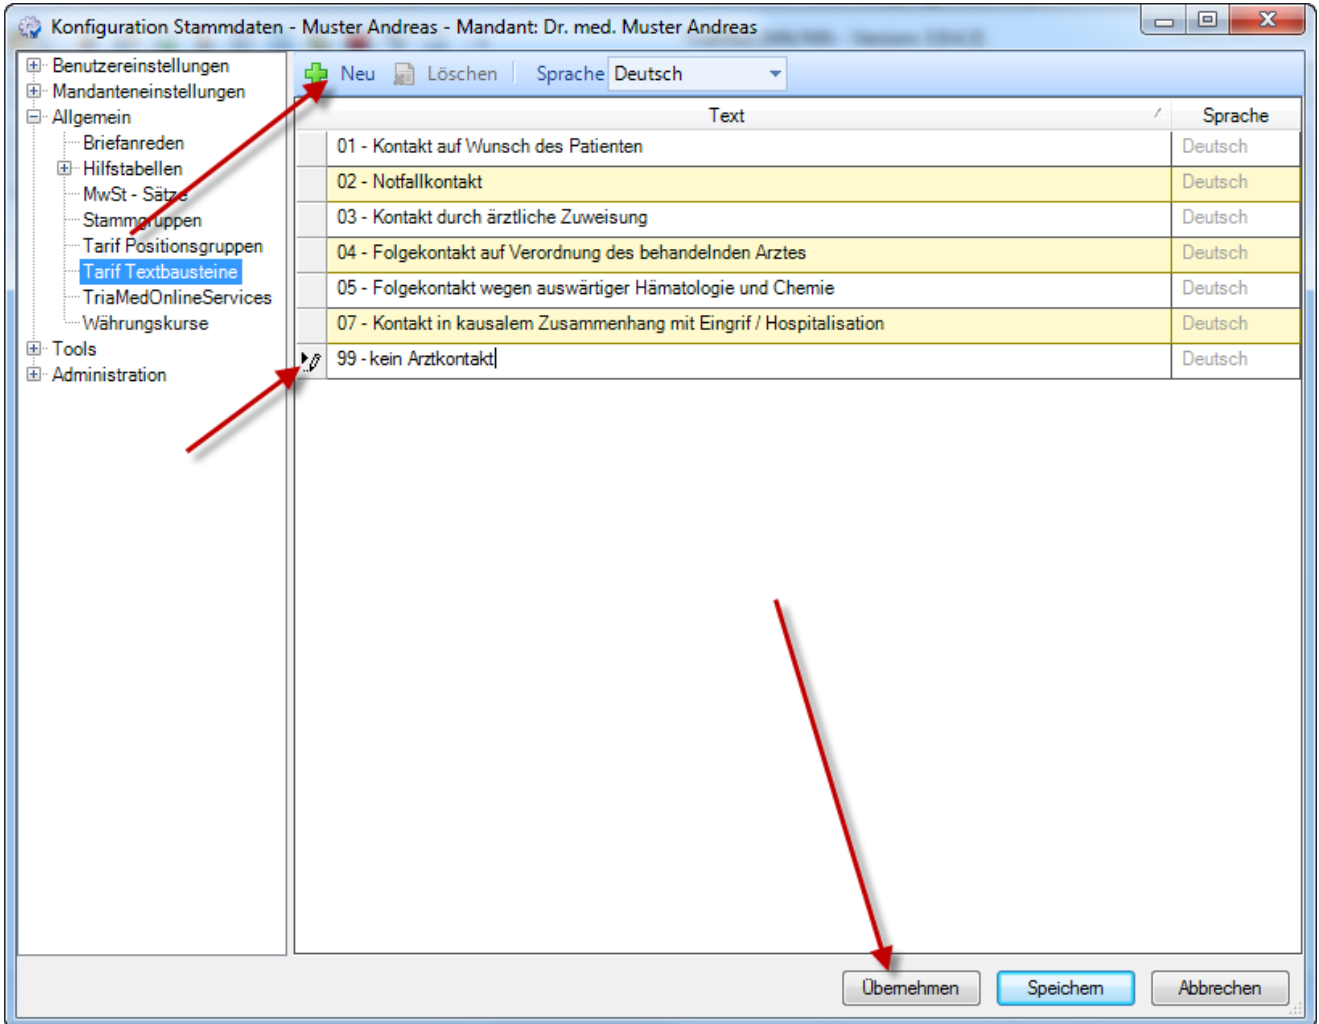 Konfiguration Stammdaten - Muster Andreas - Mandant: Dr. med. Muster Andreas
Benutzereinstellungen
Mandanteneinstellungen
Allgemein
Briefanreden
Hilfstabellen
MwSt - Sätze
Stammgruppen
Tarif Positionsgruppen
Tarif Textbausteine
TriaMedOnlineServices
Währungskurse
Tools
Administration
Neu Löschen Sprache Deutsch
Text Sprache
01 - Kontakt auf Wunsch des Patienten Deutsch
02 - Notfallkontakt Deutsch
03 - Kontakt durch ärztliche Zuweisung Deutsch
04 - Folgekontakt auf Verordnung des behandelnden Arztes Deutsch
05 - Folgekontakt wegen auswärtiger Hämatologie und Chemie Deutsch
07 - Kontakt in kausalem Zusammenhang mit Eingrif / Hospitalisation Deutsch
99 - kein Arztkontakt Deutsch
Übernehmen Speichern Abbrechen